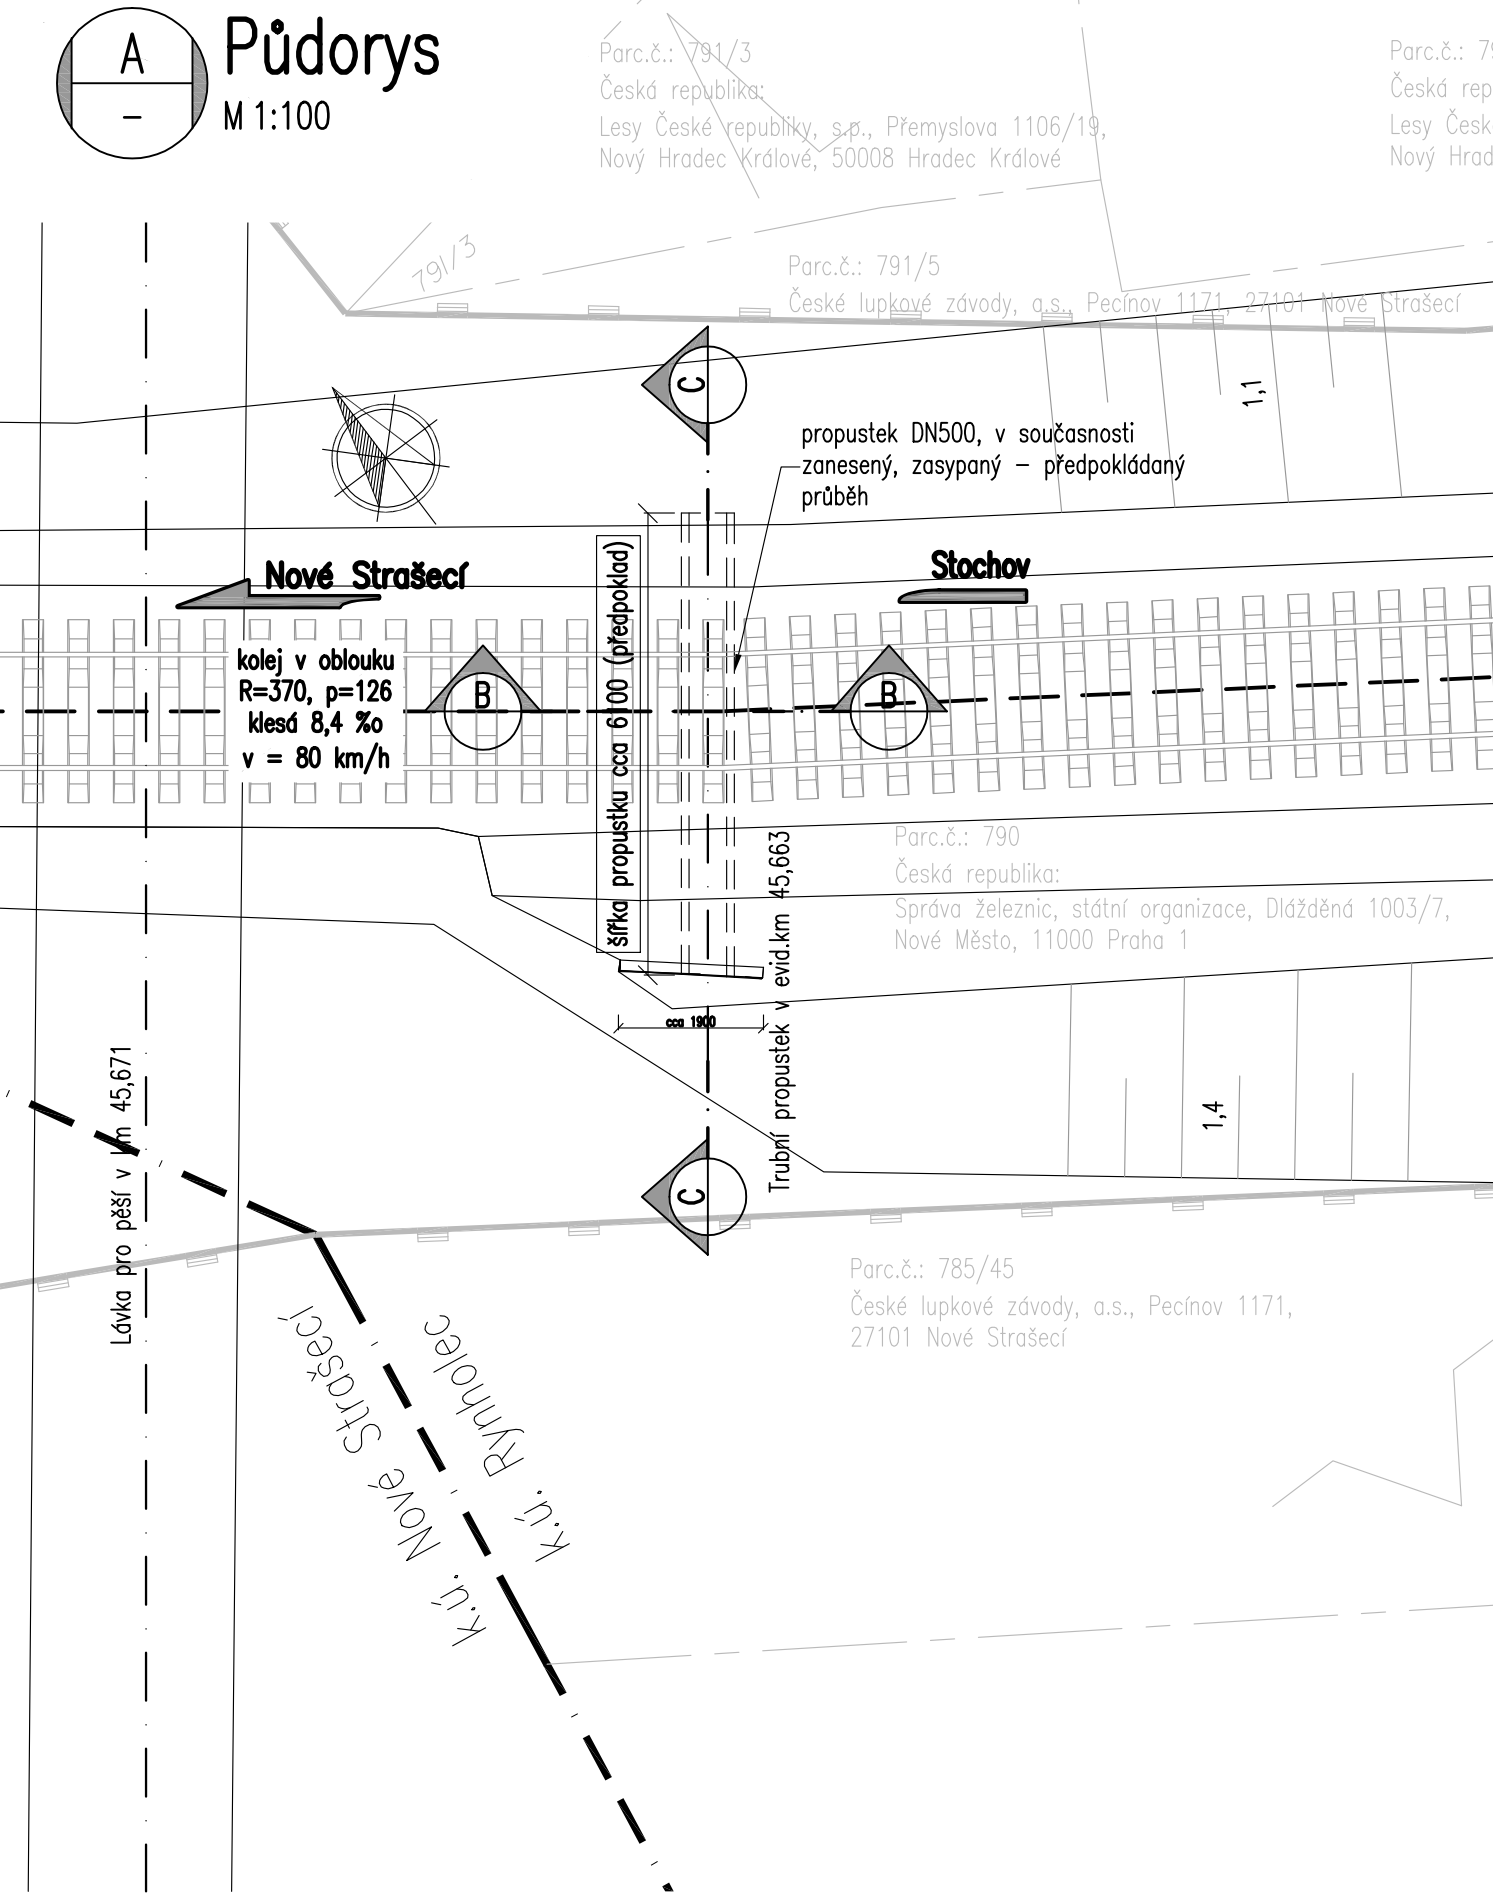 A
–
Půdorys
M 1:100
Parc.č.: 791/3
Česká republika:
Lesy České republiky, s.p., Přemyslova 1106/19,
Nový Hradec Králové, 50008 Hradec Králové
Parc.č.: 79
Česká rep
Lesy Česk
Nový Hrad
791/3
Parc.č.: 791/5
České lupkové závody, a.s., Pecínov 1171, 27101 Nové Strašecí
C
1,1
propustek DN500, v současnosti
zanesený, zasypaný – předpokládaný
průběh
Nové Strašecí
Stochov
kolej v oblouku
R=370, p=126
klesá 8,4 %o
v = 80 km/h
B
B
šířka propustku cca 6100 (předpoklad)
Parc.č.: 790
Česká republika:
Správa železnic, státní organizace, Dlážděná 1003/7,
Nové Město, 11000 Praha 1
cca 1900
Trubní propustek v evid.km 45,663
Lávka pro pěší v km 45,671
1,4
C
Parc.č.: 785/45
České lupkové závody, a.s., Pecínov 1171,
27101 Nové Strašecí
k.ú. Nové Strašecí
k.ú. Rynholec